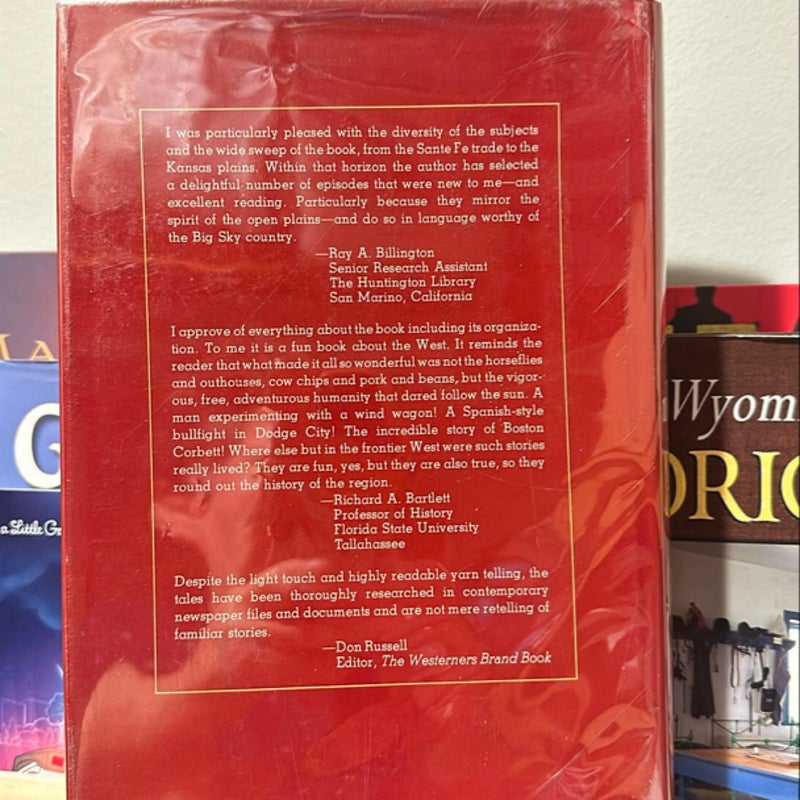 I was particularly pleased with the diversity of the subjects
and the wide sweep of the book, from the Sante Fe trade to the
Kansas plains. Within that horizon the author has selected
a delightful number of episodes that were new to me—and
excellent reading. Particularly because they mirror the
spirit of the open plains—and do so in language worthy of
the Big Sky country.
—Ray A. Billington
Senior Research Assistant
The Huntington Library
San Marino, California
I approve of everything about the book including its organiza-
tion. To me it is a fun book about the West. It reminds the
reader that what made it all so wonderful was not the horseflies
and outhouses, cow chips and pork and beans, but the vigor-
ous, free, adventurous humanity that dared follow the sun. A
man experimenting with a wind wagon! A Spanish-style
bullfight in Dodge City! The incredible story of Boston
Corbett! Where else but in the frontier West were such stories
really lived? They are fun, yes, but they are also true, so they
round out the history of the region.
—Richard A. Bartlett
Professor of History
Florida State University
Tallahassee
Despite the light touch and highly readable yarn telling, the
tales have been thoroughly researched in contemporary
newspaper files and documents and are not mere retelling of
familiar stories.
—Don Russell
Editor, The Westerners Brand Book
a Little G
Wyom
ORIG